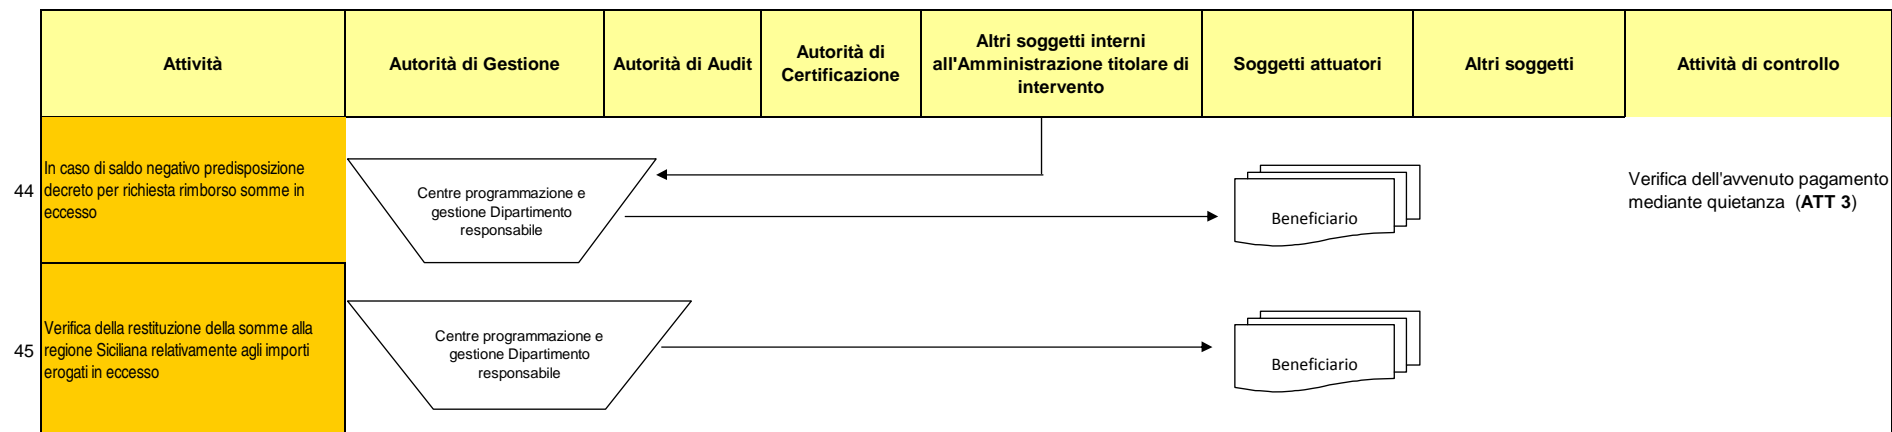 Attività
Autorità di Gestione
Autorità di Audit
Autorità di
Certificazione
Altri soggetti interni
all'Amministrazione titolare di
intervento
Soggetti attuatori
Altri soggetti
Attività di controllo
44
In caso di saldo negativo predisposizione
decreto per richiesta rimborso somme in
eccesso
Centre programmazione e
gestione Dipartimento
responsabile
Beneficiario
Verifica dell'avvenuto pagamento
mediante quietanza (ATT 3)
45
Verifica della restituzione della somme alla
regione Siciliana relativamente agli importi
erogati in eccesso
Centre programmazione e
gestione Dipartimento
responsabile
Beneficiario